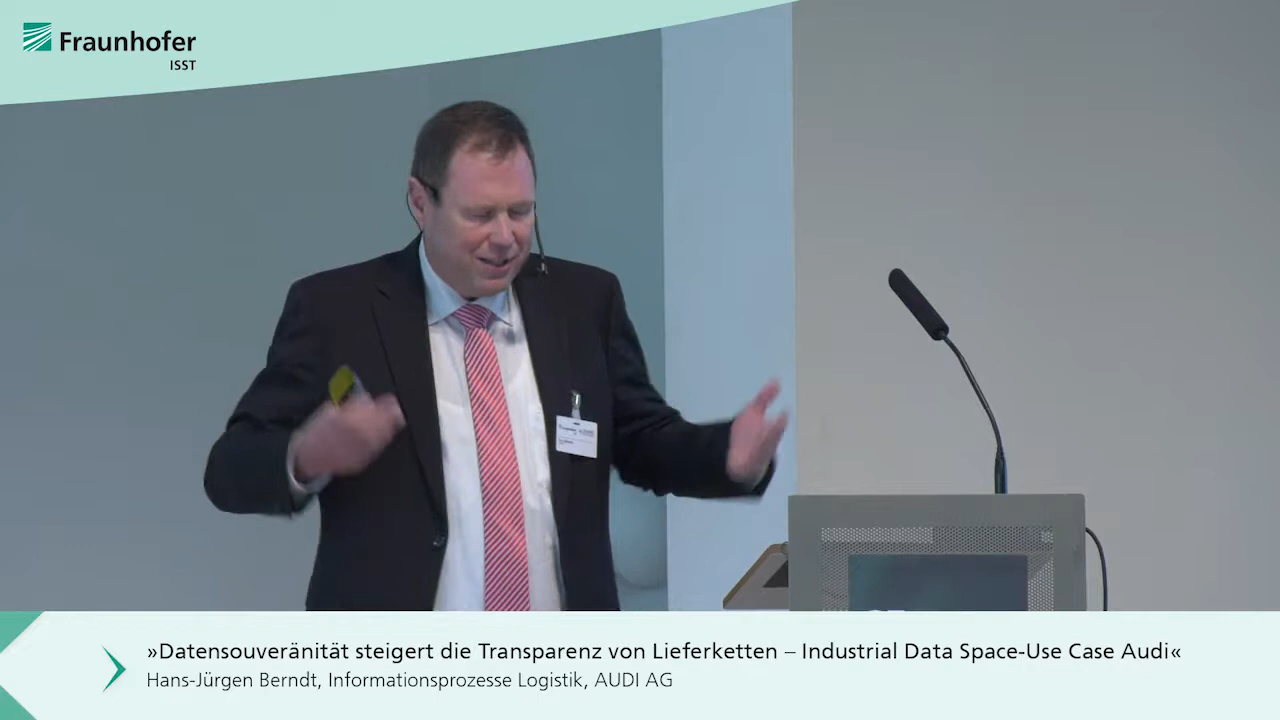 Fraunhofer
ISST
»Datensouveränität steigert die Transparenz von Lieferketten – Industrial Data Space-Use Case Audi«
Hans-Jürgen Berndt, Informationsprozesse Logistik, AUDI AG